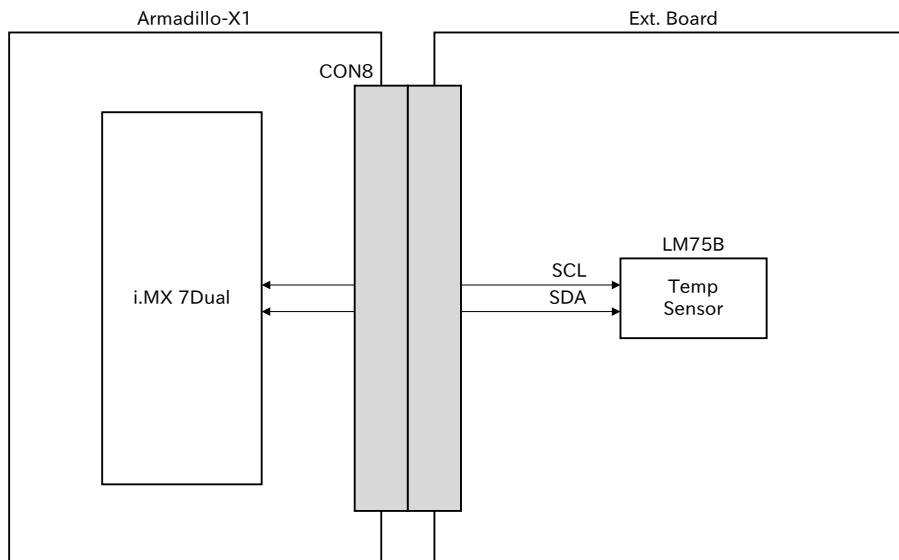 Armadillo-X1
Ext. Board
CON8
i.MX 7Dual
LM75B
SCL
SDA
Temp
Sensor